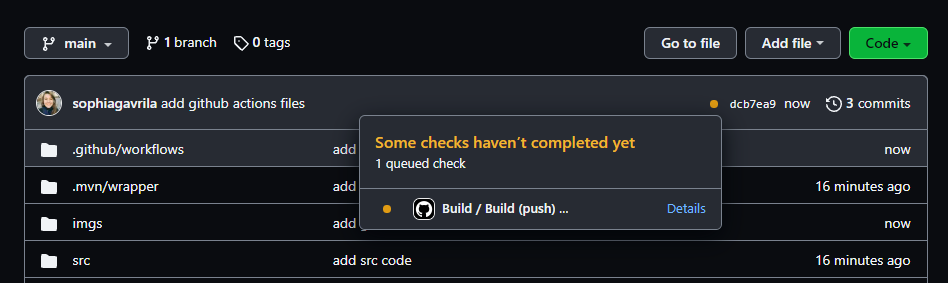 main 1 branch 0 tags Go to file Add file Code
sophiagavrila add github actions files dcb7ea9 now 3 commits
Some checks haven't completed yet
1 queued check
.github/workflows add now
.mvn/wrapper add 16 minutes ago
Build / Build (push) ... Details
imgs add now
src add src code 16 minutes ago